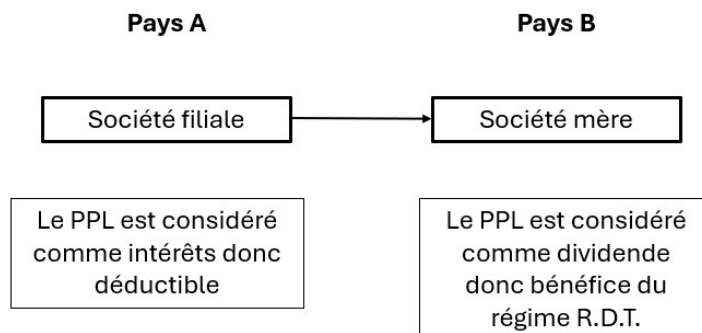 Pays A
Pays B
Société filiale
Société mère
Le PPL est considéré
comme intérêts donc
déductible
Le PPL est considéré
comme dividende
donc bénéfice du
régime R.D.T.